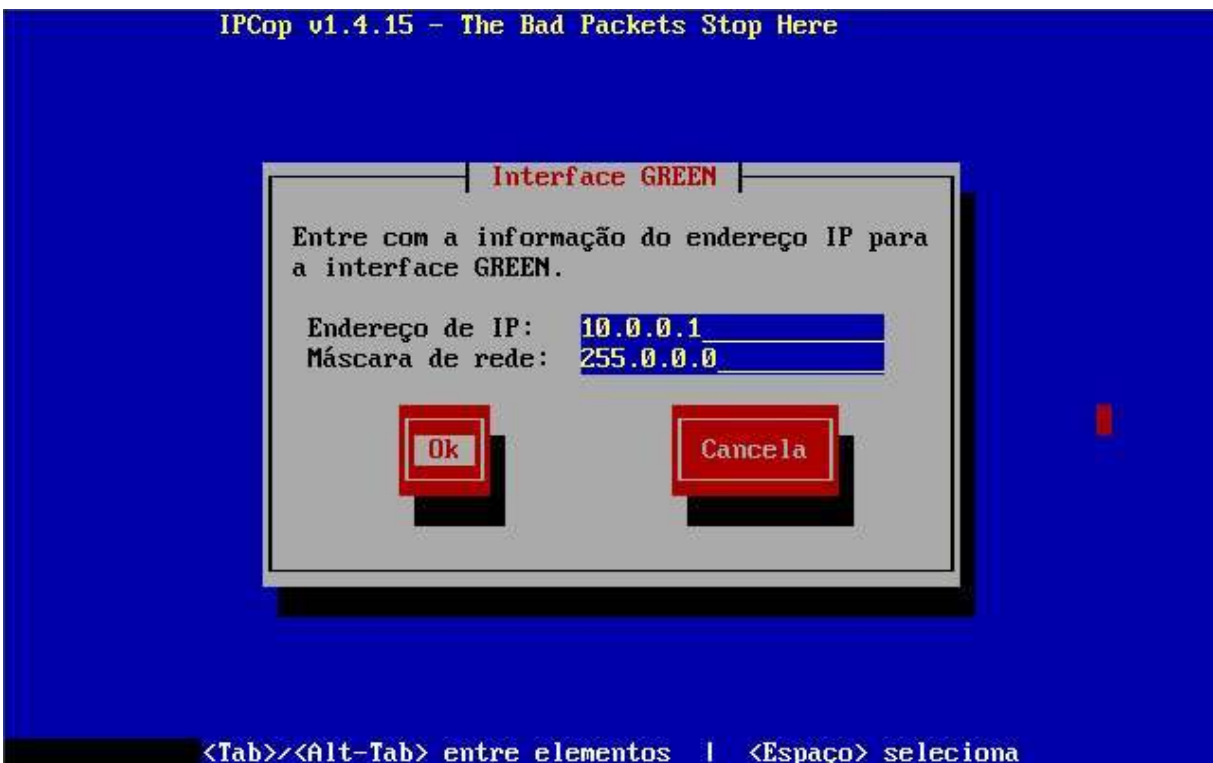 IPCop v1.4.15 - The Bad Packets Stop Here
Interface GREEN
Entre com a informação do endereço IP para
a interface GREEN.
Endereço de IP: 10.0.0.1
Máscara de rede: 255.0.0.0
Ok Cancela
<Tab>/<Alt-Tab> entre elementos | <Espaço> seleciona